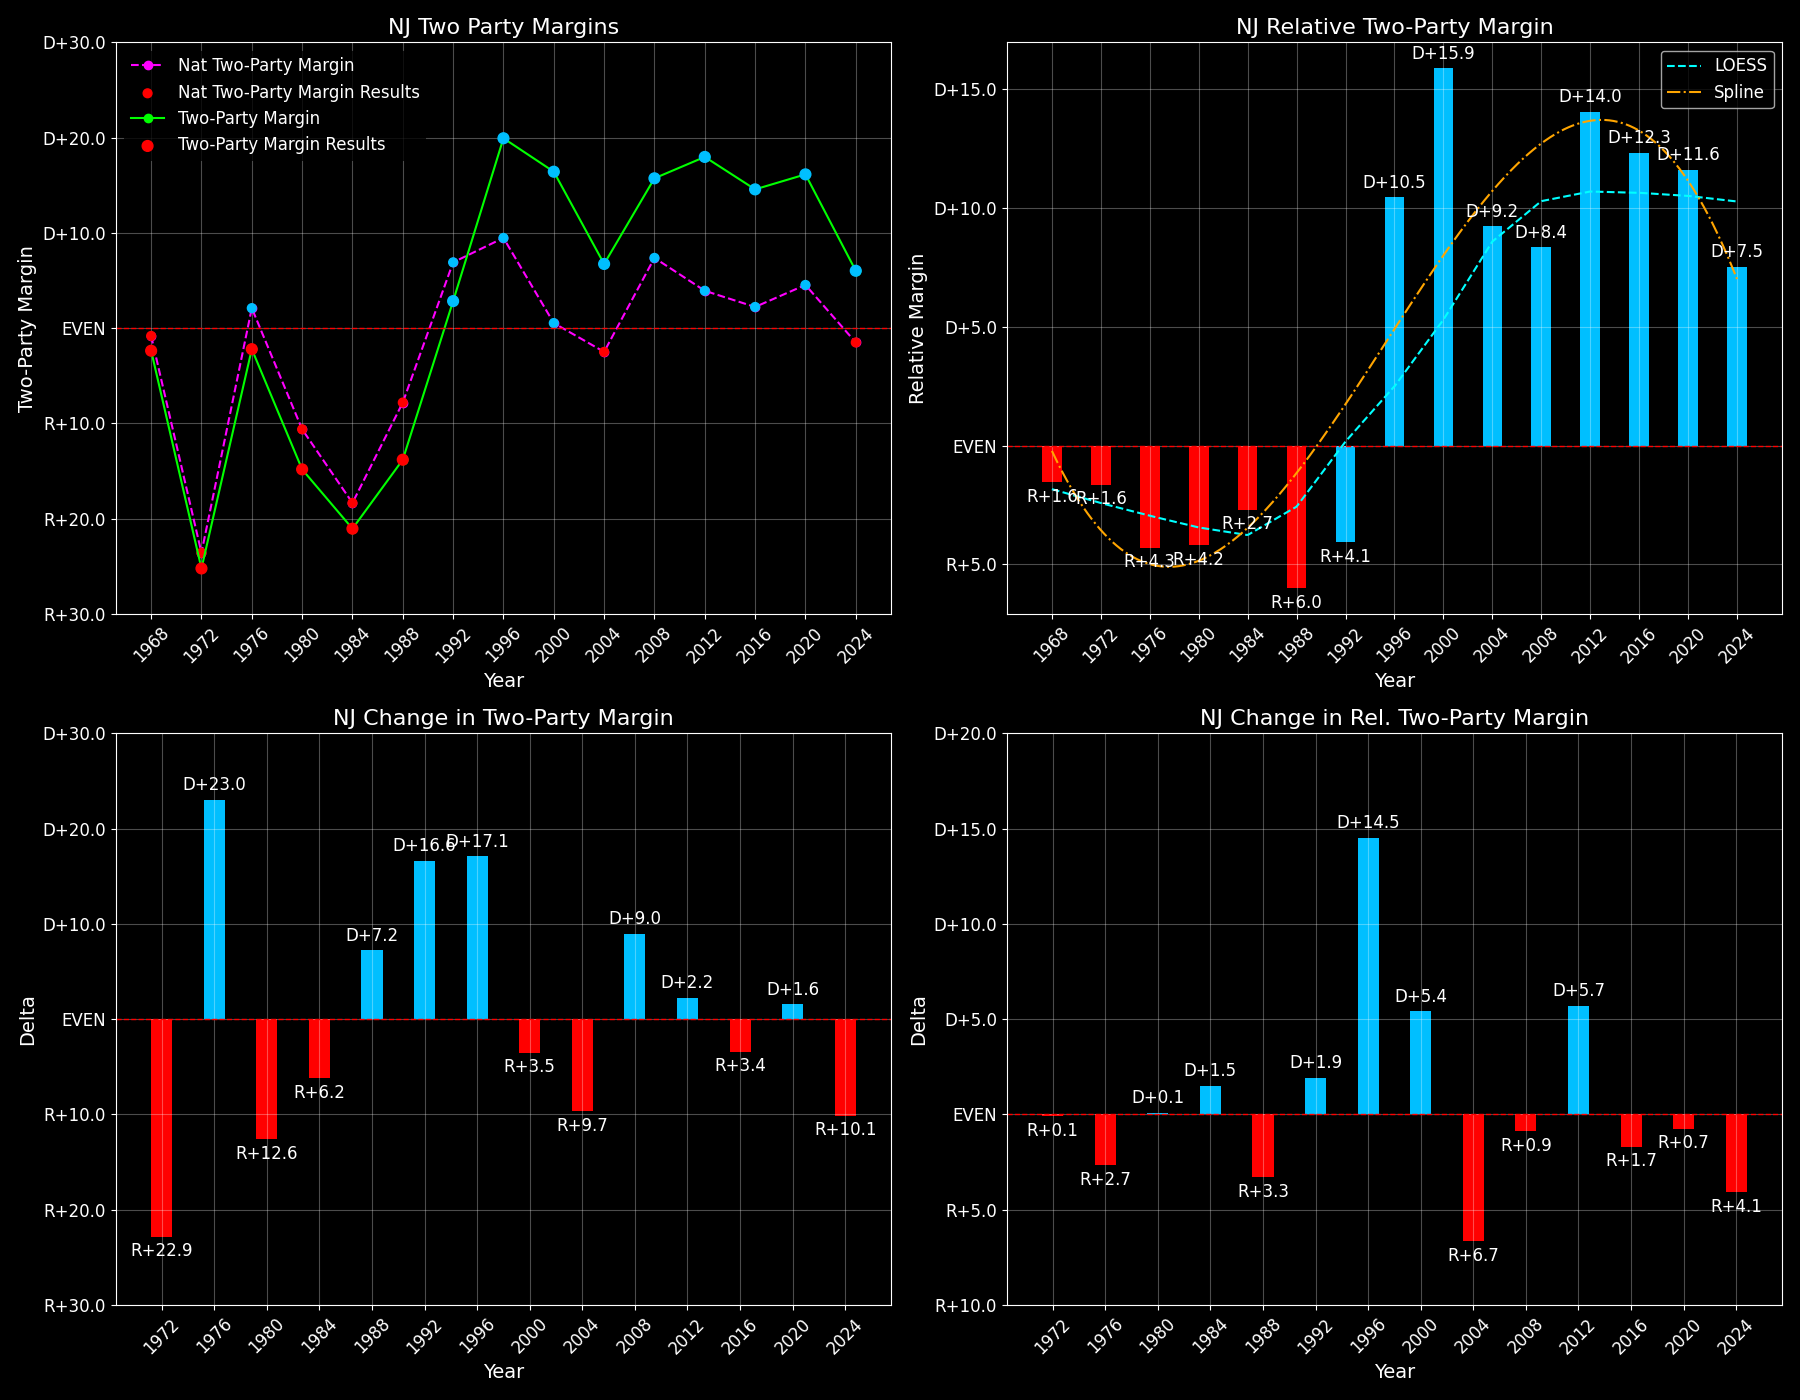 NJ Two Party Margins
D+30.0
D+20.0
D+10.0
EVEN
R+10.0
R+20.0
R+30.0
Two-Party Margin
Nat Two-Party Margin
Nat Two-Party Margin Results
Two-Party Margin
Two-Party Margin Results
1968 1972 1976 1980 1984 1988 1992 1996 2000 2004 2008 2012 2016 2020 2024
Year
NJ Relative Two-Party Margin
D+15.0
D+10.0
D+5.0
EVEN
R+5.0
Relative Margin
LOESS
Spline
R+1.6
R+1.6
R+4.3
R+4.2
R+2.7
R+6.0
R+4.1
D+10.5
D+15.9
D+9.2
D+8.4
D+14.0
D+12.3
D+11.6
D+7.5
1968 1972 1976 1980 1984 1988 1992 1996 2000 2004 2008 2012 2016 2020 2024
Year
NJ Change in Two-Party Margin
D+30.0
D+20.0
D+10.0
EVEN
R+10.0
R+20.0
R+30.0
Delta
R+22.9
D+23.0
R+12.6
R+6.2
D+7.2
D+16.6
D+17.1
R+3.5
R+9.7
D+9.0
D+2.2
R+3.4
D+1.6
R+10.1
1972 1976 1980 1984 1988 1992 1996 2000 2004 2008 2012 2016 2020 2024
Year
NJ Change in Rel. Two-Party Margin
D+20.0
D+15.0
D+10.0
D+5.0
EVEN
R+5.0
R+10.0
Delta
R+0.1
R+2.7
D+0.1
D+1.5
R+3.3
D+1.9
D+14.5
D+5.4
R+6.7
R+0.9
D+5.7
R+1.7
R+0.7
R+4.1
1972 1976 1980 1984 1988 1992 1996 2000 2004 2008 2012 2016 2020 2024
Year